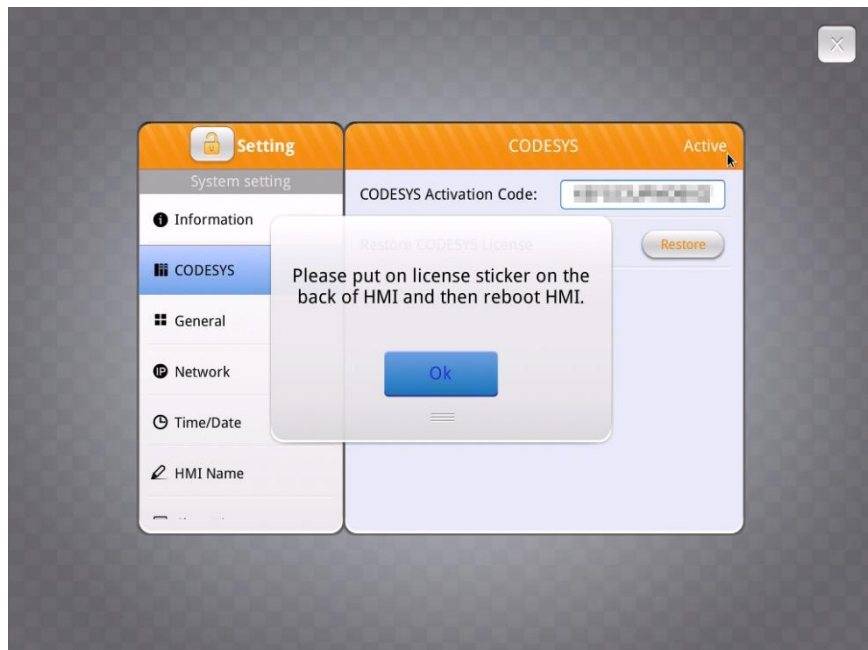 X
Setting
CODESYS
Active
System setting
CODESYS Activation Code:
Information
Restore CODESYS License
Restore
CODESYS
Please put on license sticker on the
back of HMI and then reboot HMI.
General
Network
Ok
Time/Date
HMI Name